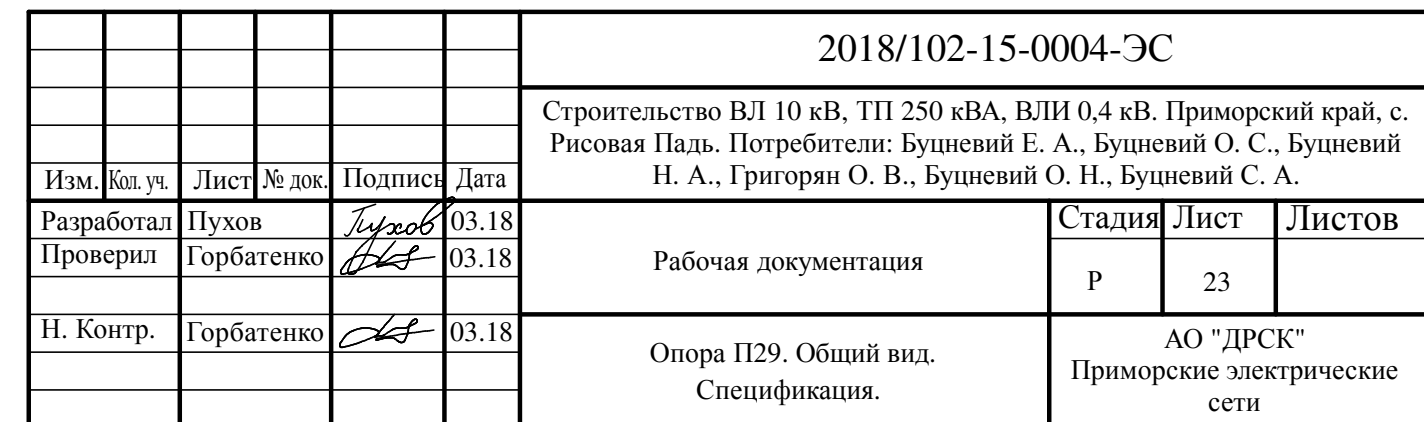 2018/102-15-0004-ЭС
Строительство ВЛ 10 кВ, ТП 250 кВА, ВЛИ 0,4 кВ. Приморский край, с.
Рисовая Падь. Потребители: Буцневий Е. А., Буцневий О. С., Буцневий
Н. А., Григорян О. В., Буцневий О. Н., Буцневий С. А.
Изм. Кол. уч. Лист № док. Подпись Дата
Разработал Пухов Пухов 03.18
Проверил Горбатенко 03.18
Н. Контр. Горбатенко 03.18
Рабочая документация
Стадия Лист Листов
Р 23
Опора П29. Общий вид.
Спецификация.
АО "ДРСК"
Приморские электрические
сети